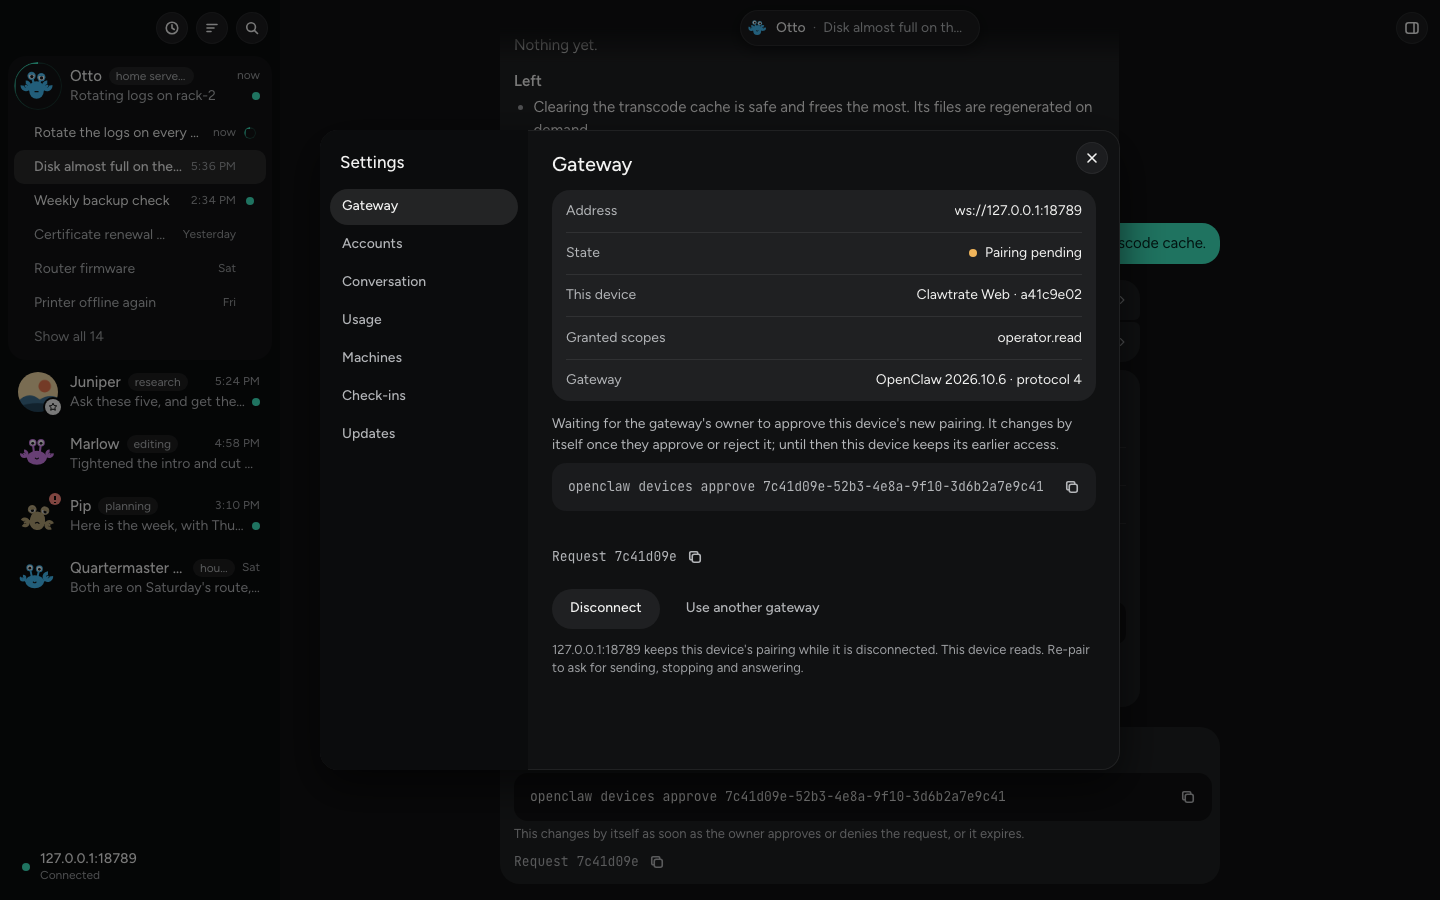 Otto home serve... now
Rotating logs on rack-2
Rotate the logs on every ... now
Disk almost full on the... 5:36 PM
Weekly backup check 2:34 PM
Certificate renewal ... Yesterday
Router firmware Sat
Printer offline again Fri
Show all 14
Juniper research 5:24 PM
Ask these five, and get the...
Marlow editing 4:58 PM
Tightened the intro and cut ...
Pip planning 3:10 PM
Here is the week, with Thu...
Quartermaster ... hou... Sat
Both are on Saturday's route,...
127.0.0.1:18789
Connected
Otto · Disk almost full on th...
Nothing yet.
Left
• Clearing the transcode cache is safe and frees the most. Its files are regenerated on
demand.
scode cache.
Settings
Gateway
Accounts
Conversation
Usage
Machines
Check-ins
Updates
Gateway
Address ws://127.0.0.1:18789
State Pairing pending
This device Clawtrate Web · a41c9e02
Granted scopes operator.read
Gateway OpenClaw 2026.10.6 · protocol 4
Waiting for the gateway's owner to approve this device's new pairing. It changes by
itself once they approve or reject it; until then this device keeps its earlier access.
openclaw devices approve 7c41d09e-52b3-4e8a-9f10-3d6b2a7e9c41
Request 7c41d09e
Disconnect Use another gateway
127.0.0.1:18789 keeps this device's pairing while it is disconnected. This device reads. Re-pair
to ask for sending, stopping and answering.
openclaw devices approve 7c41d09e-52b3-4e8a-9f10-3d6b2a7e9c41
This changes by itself as soon as the owner approves or denies the request, or it expires.
Request 7c41d09e